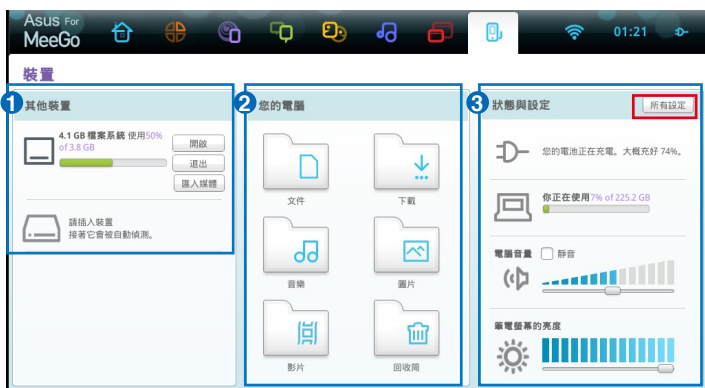 Asus For
MeeGo
01:21
裝置
1
其他裝置
4.1 GB 檔案系統 使用50%
of 3.8 GB
開啟
退出
匯入媒體
請插入裝置
接著它會被自動偵測。
2
您的電腦
文件
下載
音樂
圖片
影片
回收筒
3
狀態與設定
所有設定
您的電池正在充電。大概充好 74%。
你正在使用7% of 225.2 GB
電腦音量
靜音
筆電螢幕的亮度